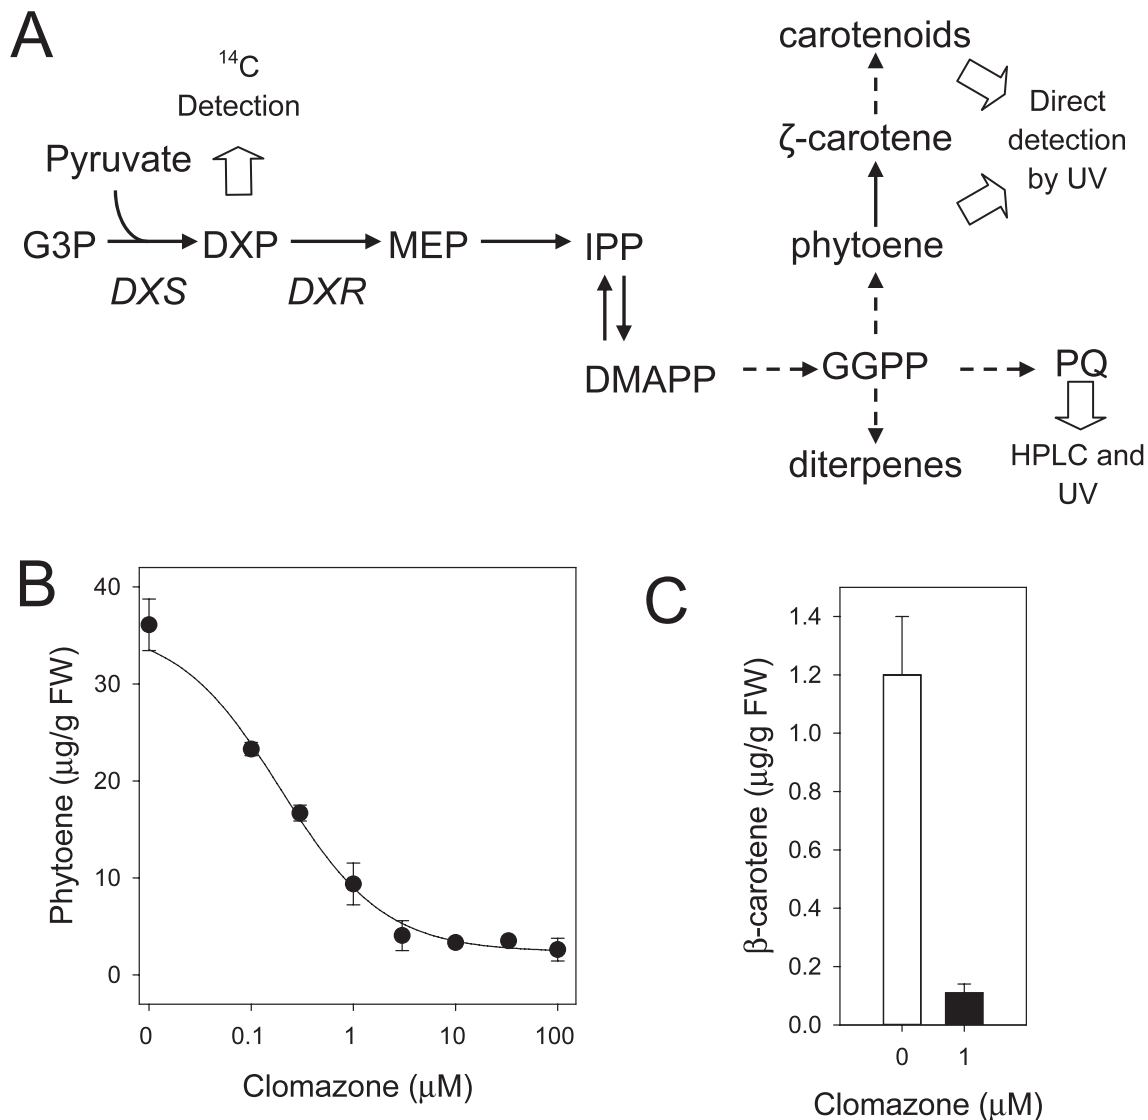 A
14C
Detection
Pyruvate
G3P
DXP
MEP
IPP
DXS
DXR
DMAPP
GGPP
PQ
HPLC and
UV
diterpenes
phytoene
ζ-carotene
carotenoids
Direct
detection
by UV
B
Phytoene (µg/g FW)
40
30
20
10
0
0
0.1
1
10
100
Clomazone (µM)
C
β-carotene (µg/g FW)
1.4
1.2
1.0
0.8
0.6
0.4
0.2
0.0
0
1
Clomazone (µM)